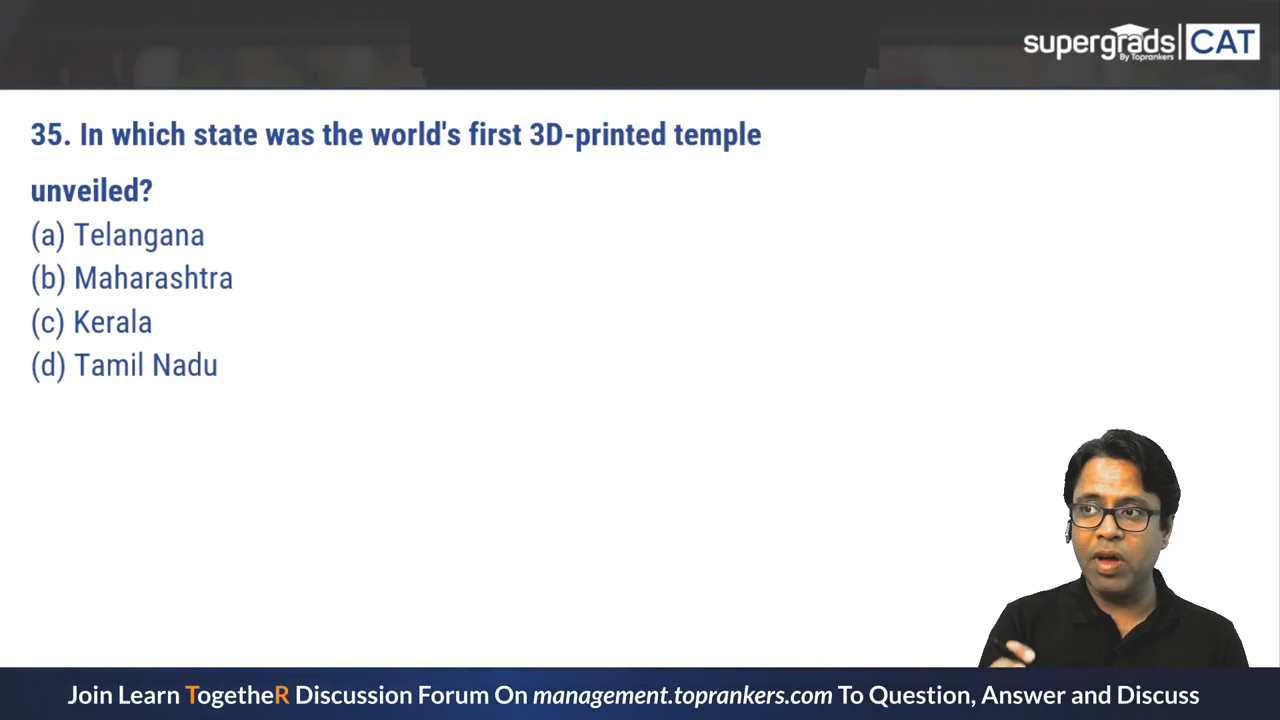 supergrads CAT
By Toprankers
35. In which state was the world's first 3D-printed temple
unveiled?
(a) Telangana
(b) Maharashtra
(c) Kerala
(d) Tamil Nadu
Join Learn TogetheR Discussion Forum On management.toprankers.com To Question, Answer and Discuss